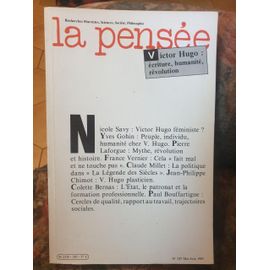 Recherches Marxistes, Sciences, Société, Philosophie
la pensée
Victor Hugo :
écriture, humanité,
révolution
Nicole Savy : Victor Hugo féministe ?
Yves Gohin : Peuple, individu,
humanité chez V. Hugo. Pierre
Laforgue : Mythe, révolution
et histoire. France Vernier : Cela « fait mal
et ne touche pas ». Claude Millet : La politique
dans « La Légende des Siècles ». Jean-Philippe
Chimot : V. Hugo plasticien.
Colette Bernas : L'État, le patronat et la
formation professionnelle. Paul Bouffartigue :
Cercles de qualité, rapport au travail, trajectoires
sociales.